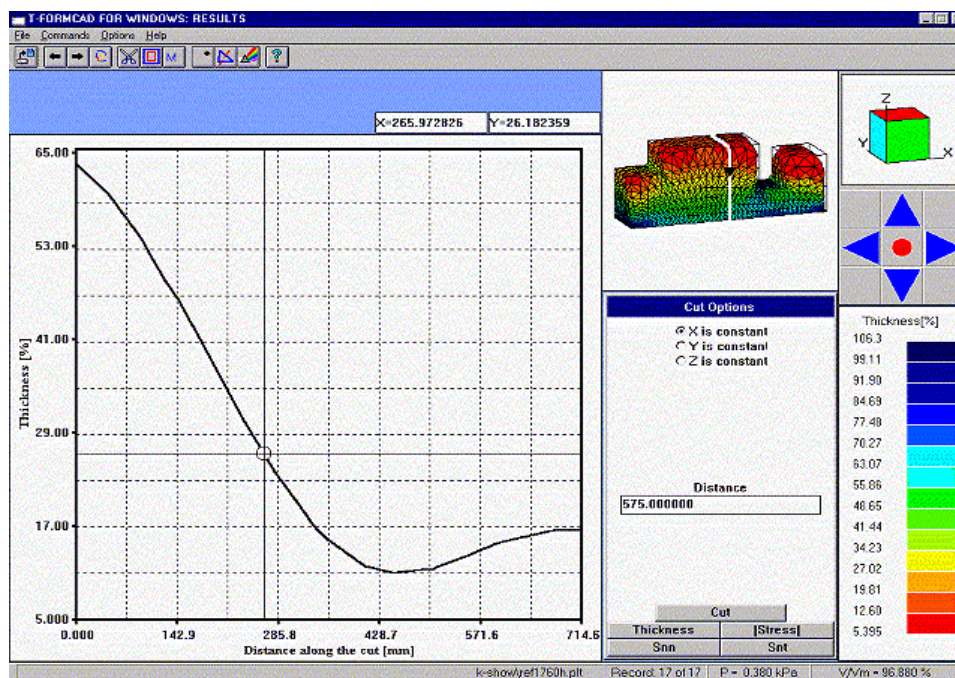 T-FORMCAD FOR WINDOWS: RESULTS
File Commands Options Help
M ?
X=265.972826 Y=26.182359
65.00
53.00
41.00
29.00
17.00
5.000
Thickness [%]
0.000 142.9 285.8 428.7 571.6 714.6
Distance along the cut [mm]
Z
Y
X
Cut Options
X is constant
Y is constant
Z is constant
Distance
575.000000
Cut
Thickness |Stress|
Snn Snt
Thickness[%]
106.3
99.11
91.90
84.69
77.48
70.27
63.07
55.86
48.65
41.44
34.23
27.02
19.81
12.60
5.395
k-show\ref1760h.plt Record: 17 of 17 P = 0.380 kPa V/Vm = 96.880 %